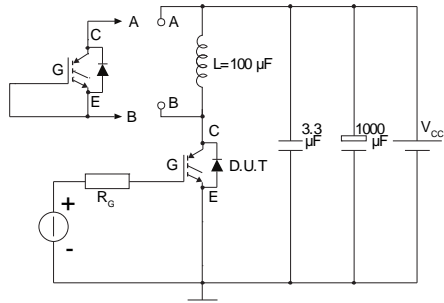 A
A
C
G
L=100 µF
E
B
B
C
3.3
µF
1000
µF
V_CC
G
D.U.T
E
R_G
+
-